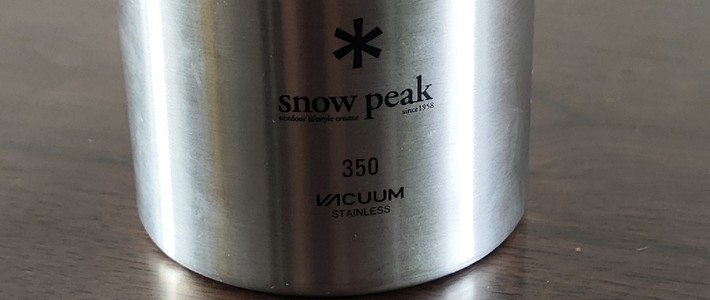 snow peak
outdoor lifestyle creator since 1958
350
VACUUM
STAINLESS